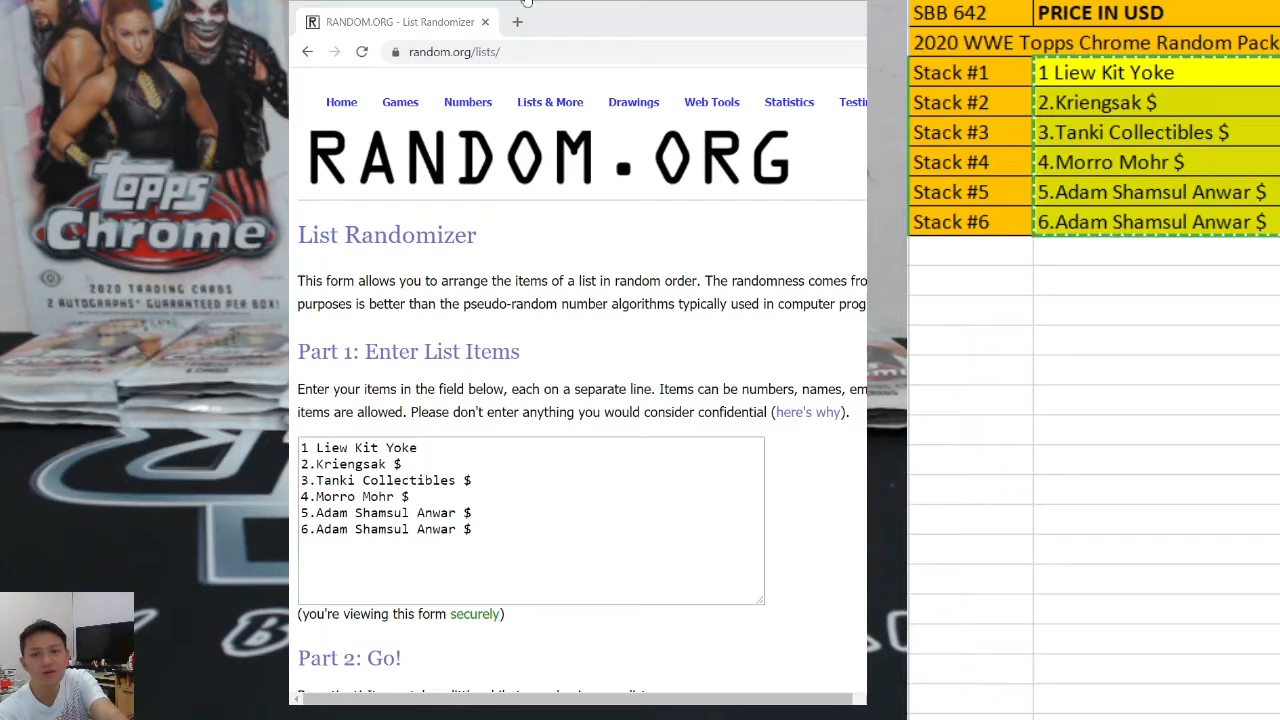 topps
Chrome
2020 TRADING CARDS
2 AUTOGRAPHS GUARANTEED PER BOX!
RANDOM.ORG - List Randomizer
random.org/lists/
Home Games Numbers Lists & More Drawings Web Tools Statistics Testin
RANDOM.ORG
List Randomizer
This form allows you to arrange the items of a list in random order. The randomness comes fro
purposes is better than the pseudo-random number algorithms typically used in computer prog
Part 1: Enter List Items
Enter your items in the field below, each on a separate line. Items can be numbers, names, em
items are allowed. Please don't enter anything you would consider confidential (here's why).
1 Liew Kit Yoke
2.Kriengsak $
3.Tanki Collectibles $
4.Morro Mohr $
5.Adam Shamsul Anwar $
6.Adam Shamsul Anwar $
(you're viewing this form securely)
Part 2: Go!
SBB 642 PRICE IN USD
2020 WWE Topps Chrome Random Pack
Stack #1 1 Liew Kit Yoke
Stack #2 2.Kriengsak $
Stack #3 3.Tanki Collectibles $
Stack #4 4.Morro Mohr $
Stack #5 5.Adam Shamsul Anwar $
Stack #6 6.Adam Shamsul Anwar $